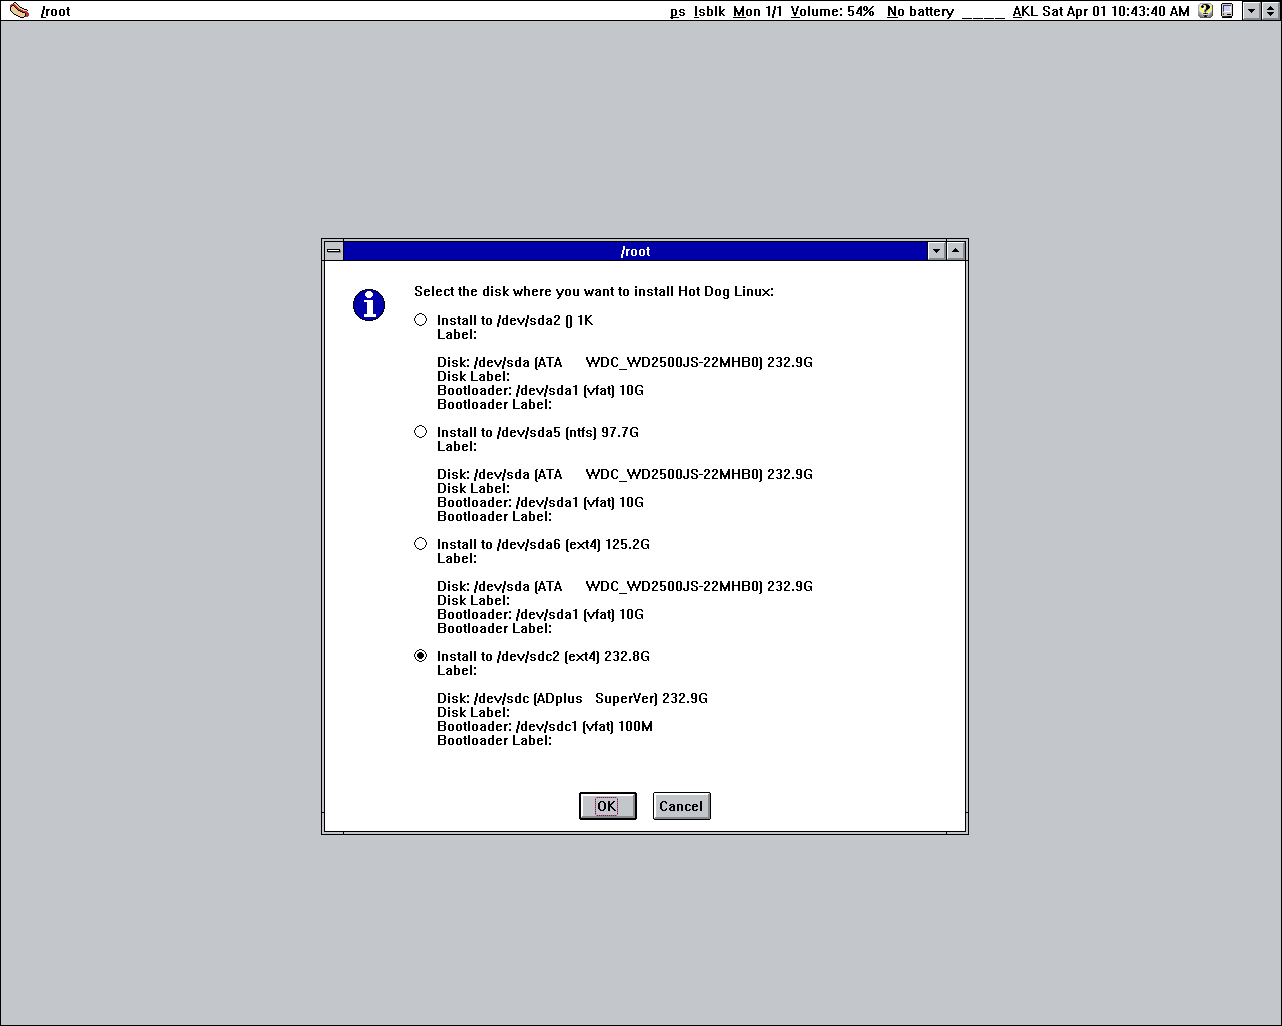 /root ps lsblk Mon 1/1 Volume: 54% No battery ____ AKL Sat Apr 01 10:43:40 AM
/root
Select the disk where you want to install Hot Dog Linux:
Install to /dev/sda2 () 1K
Label:
Disk: /dev/sda (ATA WDC_WD2500JS-22MHB0) 232.9G
Disk Label:
Bootloader: /dev/sda1 (vfat) 10G
Bootloader Label:
Install to /dev/sda5 (ntfs) 97.7G
Label:
Disk: /dev/sda (ATA WDC_WD2500JS-22MHB0) 232.9G
Disk Label:
Bootloader: /dev/sda1 (vfat) 10G
Bootloader Label:
Install to /dev/sda6 (ext4) 125.2G
Label:
Disk: /dev/sda (ATA WDC_WD2500JS-22MHB0) 232.9G
Disk Label:
Bootloader: /dev/sda1 (vfat) 10G
Bootloader Label:
Install to /dev/sdc2 (ext4) 232.8G
Label:
Disk: /dev/sdc (ADplus SuperVer) 232.9G
Disk Label:
Bootloader: /dev/sdc1 (vfat) 100M
Bootloader Label:
OK Cancel